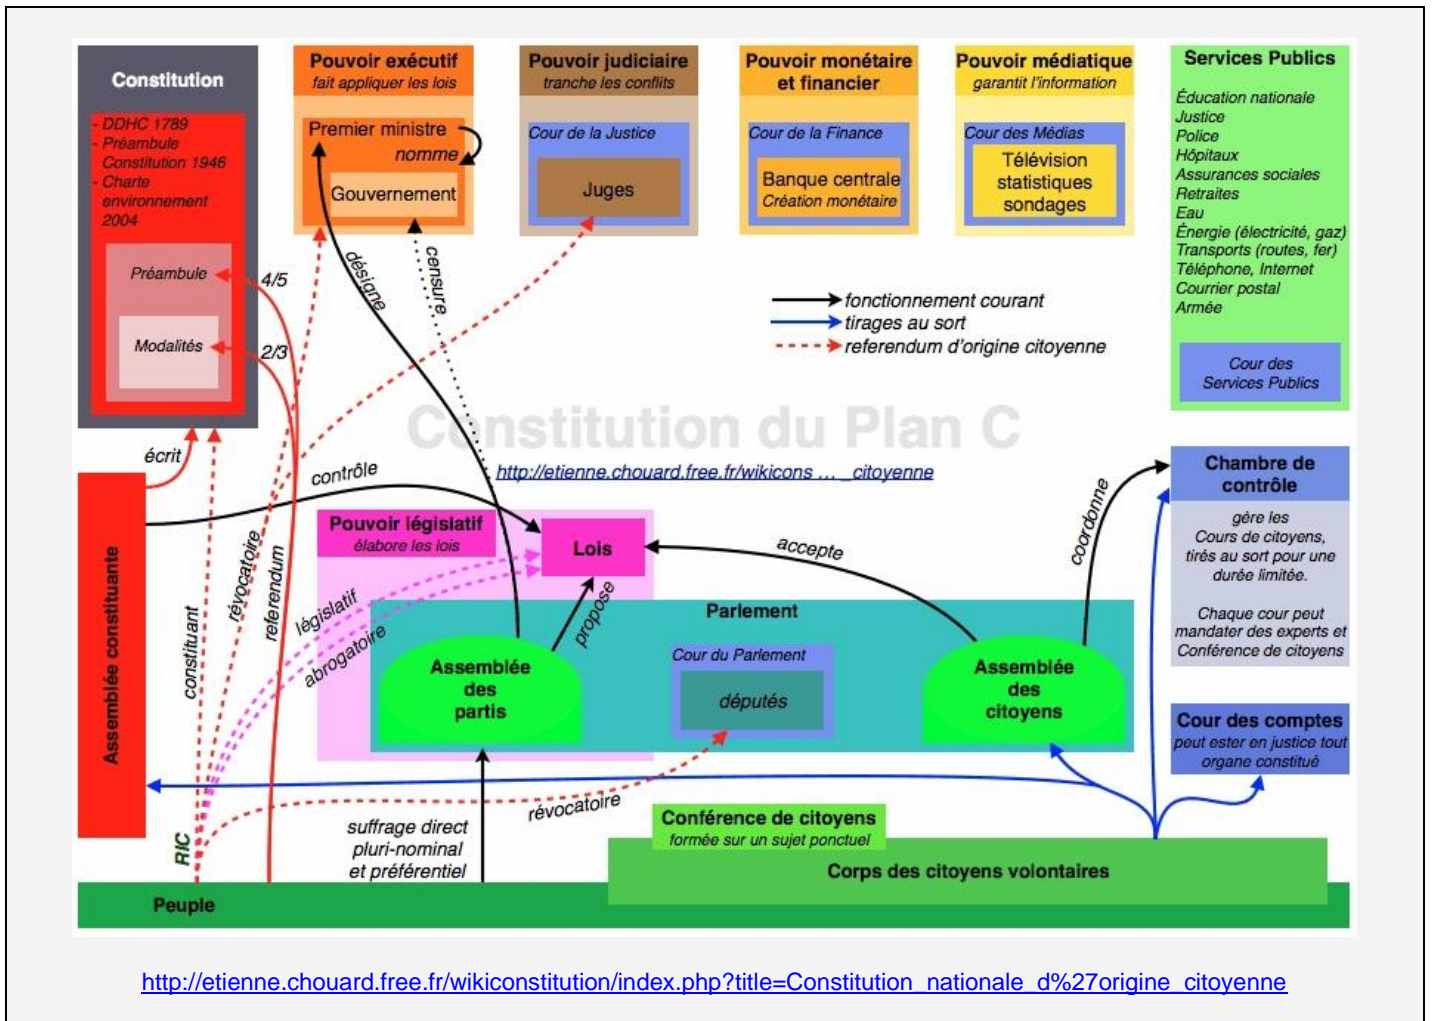 Constitution
- DDHC 1789
- Préambule
Constitution 1946
- Charte
environnement
2004
Préambule
Modalités
4/5
2/3
Pouvoir exécutif
fait appliquer les lois
Premier ministre
nomme
Gouvernement
Pouvoir judiciaire
tranche les conflits
Cour de la Justice
Juges
Pouvoir monétaire
et financier
Cour de la Finance
Banque centrale
Création monétaire
Pouvoir médiatique
garantit l'information
Cour des Médias
Télévision
statistiques
sondages
Services Publics
Éducation nationale
Justice
Police
Hôpitaux
Assurances sociales
Retraites
Eau
Énergie (électricité, gaz)
Transports (routes, fer)
Téléphone, Internet
Courrier postal
Armée
Cour des
Services Publics
désigne
censure
fonctionnement courant
tirages au sort
referendum d'origine citoyenne
Constitution du Plan C
http://etienne.chouard.free.fr/wikicons ... _citoyenne
écrit
contrôle
Assemblée constituante
constituant
révocatoire
referendum
législatif
abrogatoire
RIC
Pouvoir législatif
élabore les lois
Lois
propose
accepte
coordonne
Parlement
Assemblée
des
partis
Cour du Parlement
députés
Assemblée
des
citoyens
Chambre de
contrôle
gère les
Cours de citoyens,
tirés au sort pour une
durée limitée.
Chaque cour peut
mandater des experts et
Conférence de citoyens
Cour des comptes
peut ester en justice tout
organe constitué
révocatoire
suffrage direct
pluri-nominal
et préférentiel
Conférence de citoyens
formée sur un sujet ponctuel
Corps des citoyens volontaires
Peuple
http://etienne.chouard.free.fr/wikiconstitution/index.php?title=Constitution_nationale_d%27origine_citoyenne